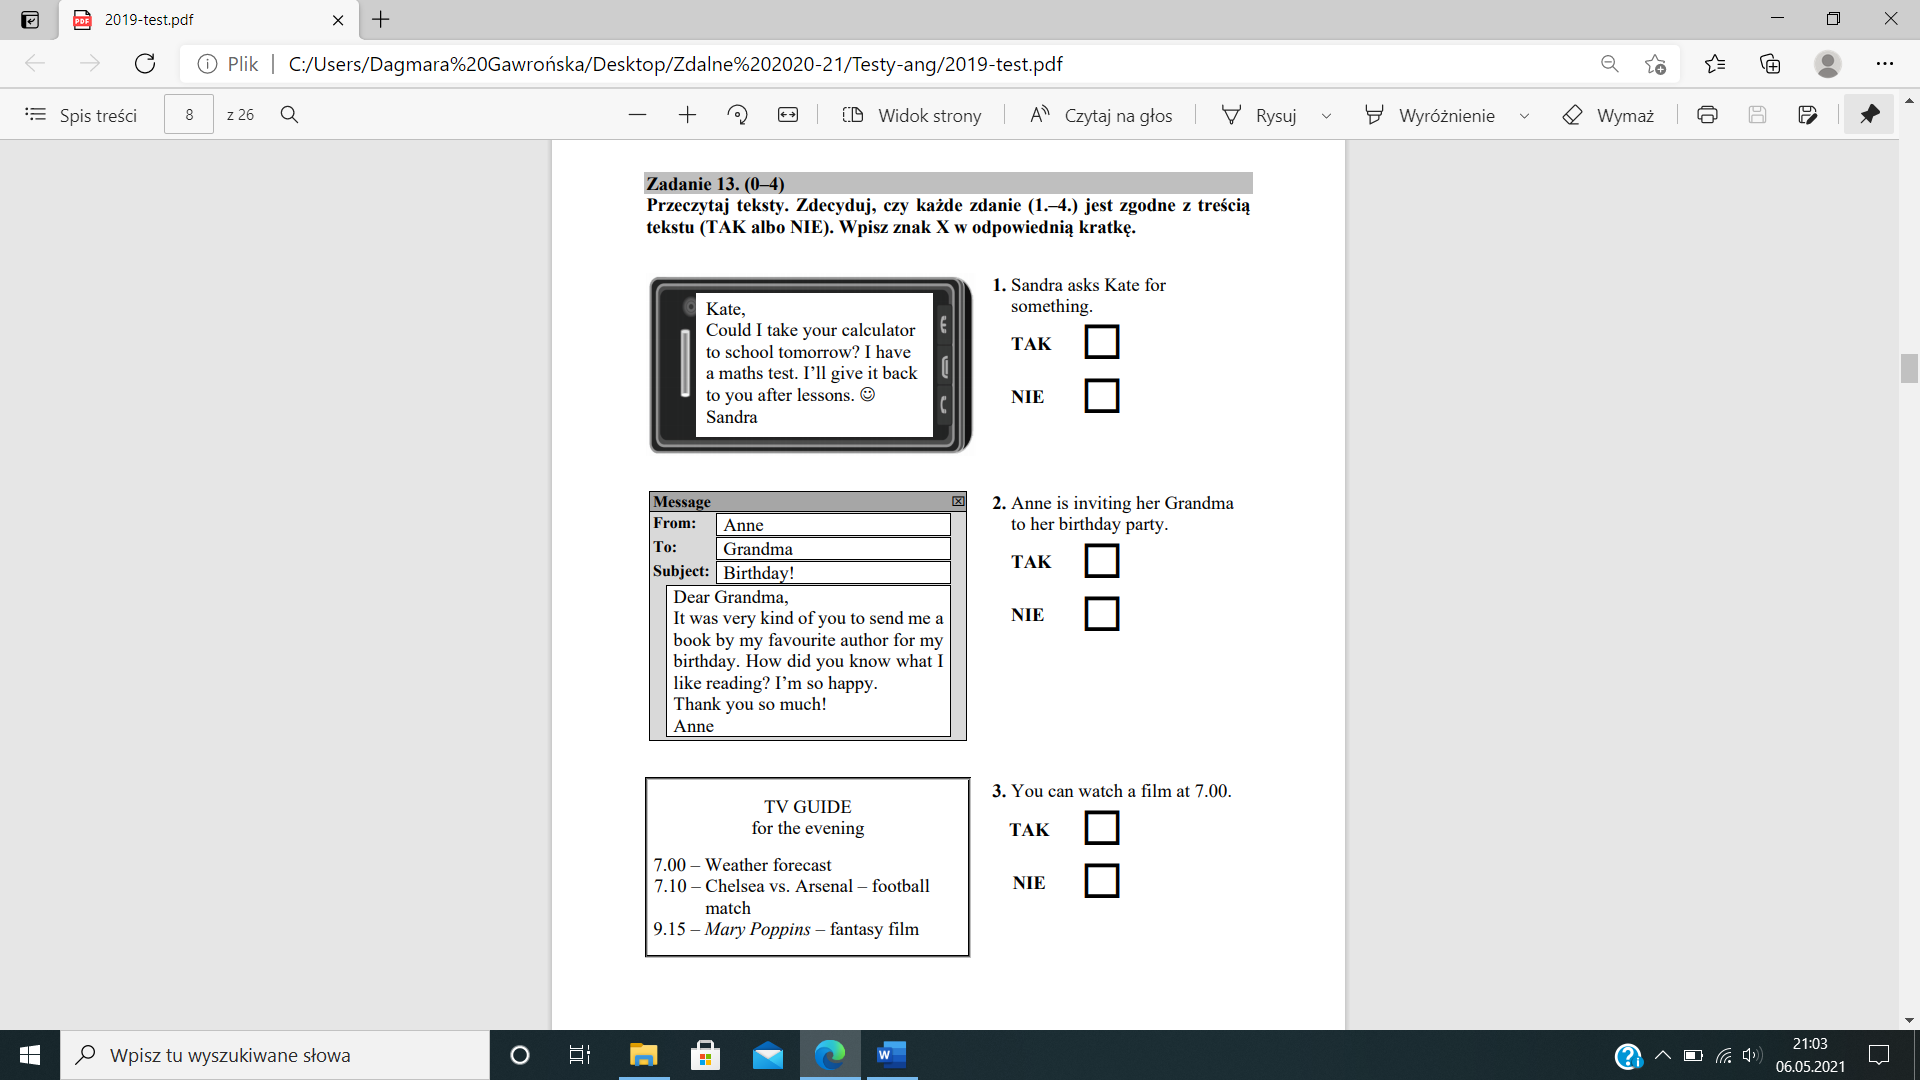 2019-test.pdf
Plik
C:/Users/Dagmara%20Gawrońska/Desktop/Zdalne%202020-21/Testy-ang/2019-test.pdf
Spis treści
8
z 26
Widok strony
Czytaj na głos
Rysuj
Wyróżnienie
Wymaż
Zadanie 13. (0–4)
Przeczytaj teksty. Zdecyduj, czy każde zdanie (1.–4.) jest zgodne z treścią
tekstu (TAK albo NIE). Wpisz znak X w odpowiednią kratkę.
Kate,
Could I take your calculator
to school tomorrow? I have
a maths test. I’ll give it back
to you after lessons. ☺
Sandra
1. Sandra asks Kate for
something.
TAK
NIE
Message
From: Anne
To: Grandma
Subject: Birthday!
Dear Grandma,
It was very kind of you to send me a
book by my favourite author for my
birthday. How did you know what I
like reading? I’m so happy.
Thank you so much!
Anne
2. Anne is inviting her Grandma
to her birthday party.
TAK
NIE
TV GUIDE
for the evening
7.00 – Weather forecast
7.10 – Chelsea vs. Arsenal – football
match
9.15 – Mary Poppins – fantasy film
3. You can watch a film at 7.00.
TAK
NIE
Wpisz tu wyszukiwane słowa
21:03
06.05.2021